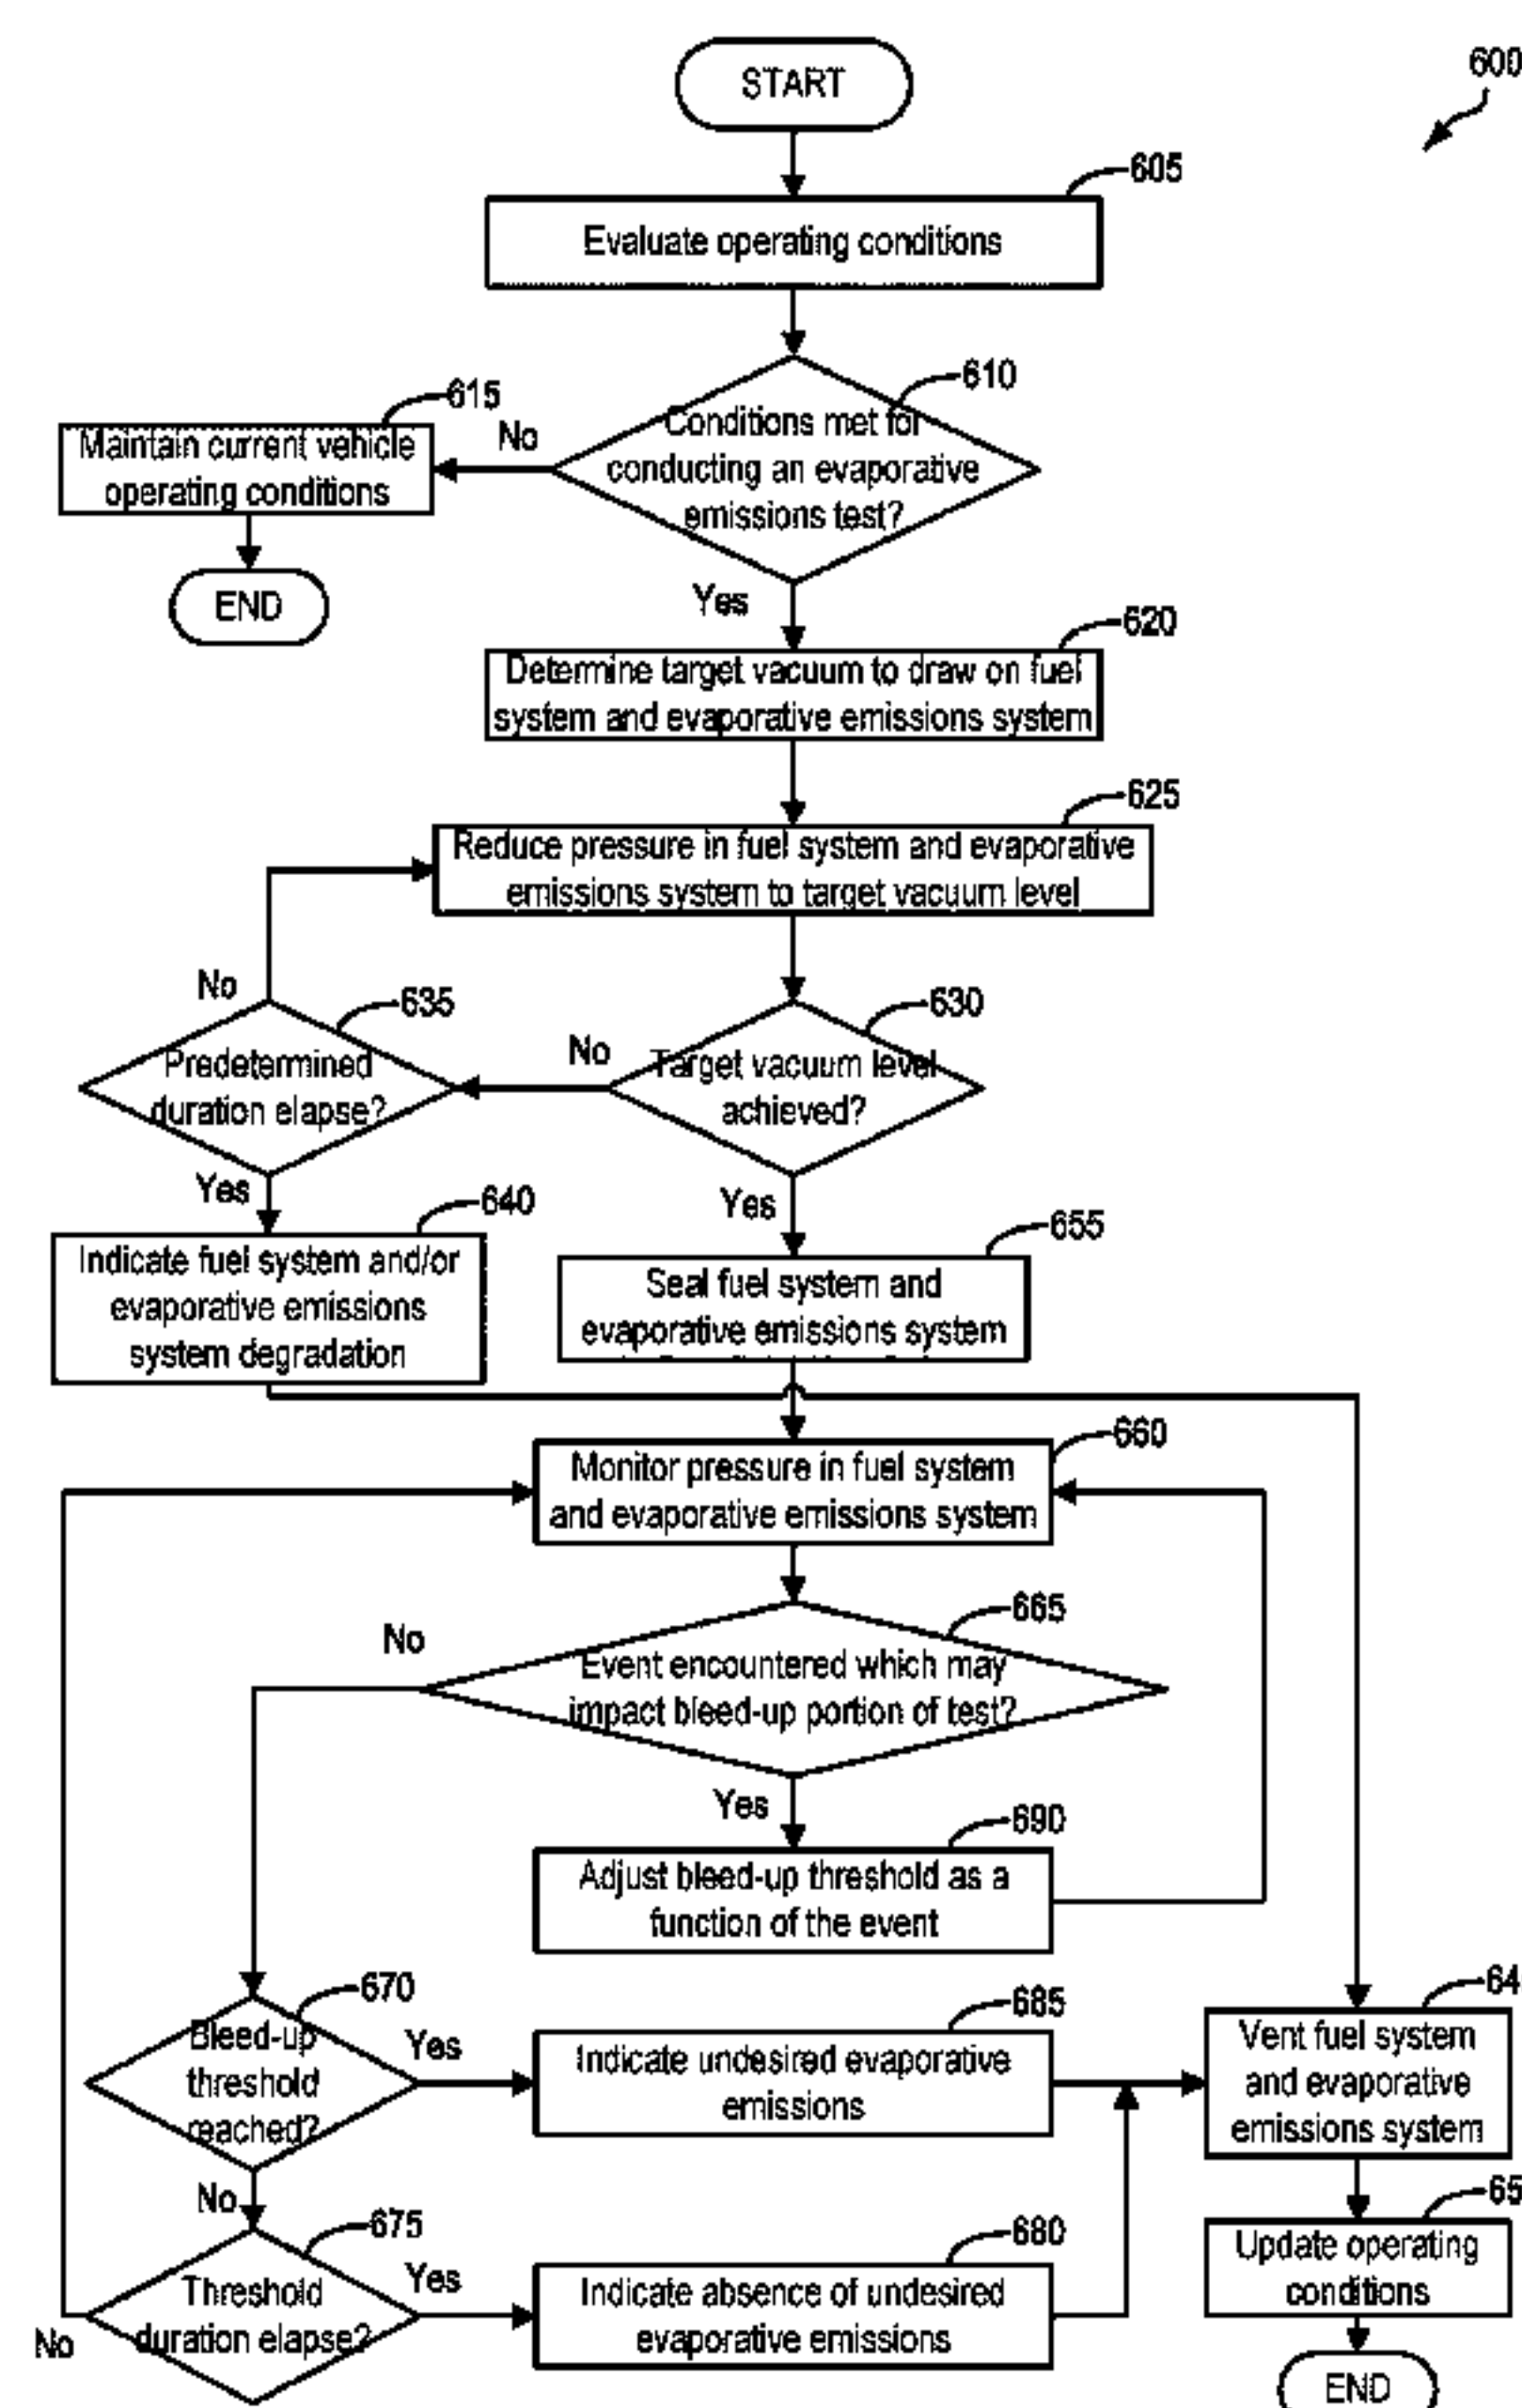 START
600
605
Evaluate operating conditions
610
Conditions met for
conducting an evaporative
emissions test?
No
615
Maintain current vehicle
operating conditions
END
Yes
620
Determine target vacuum to draw on fuel
system and evaporative emissions system
625
Reduce pressure in fuel system and evaporative
emissions system to target vacuum level
No
635
Predetermined
duration elapse?
No
630
Target vacuum level
achieved?
Yes
640
Indicate fuel system and/or
evaporative emissions
system degradation
Yes
655
Seal fuel system and
evaporative emissions system
660
Monitor pressure in fuel system
and evaporative emissions system
665
Event encountered which may
impact bleed-up portion of test?
No
Yes
690
Adjust bleed-up threshold as a
function of the event
670
Bleed-up
threshold
reached?
Yes
685
Indicate undesired evaporative
emissions
64
Vent fuel system
and evaporative
emissions system
No
675
Threshold
duration elapse?
No
Yes
680
Indicate absence of undesired
evaporative emissions
65
Update operating
conditions
END